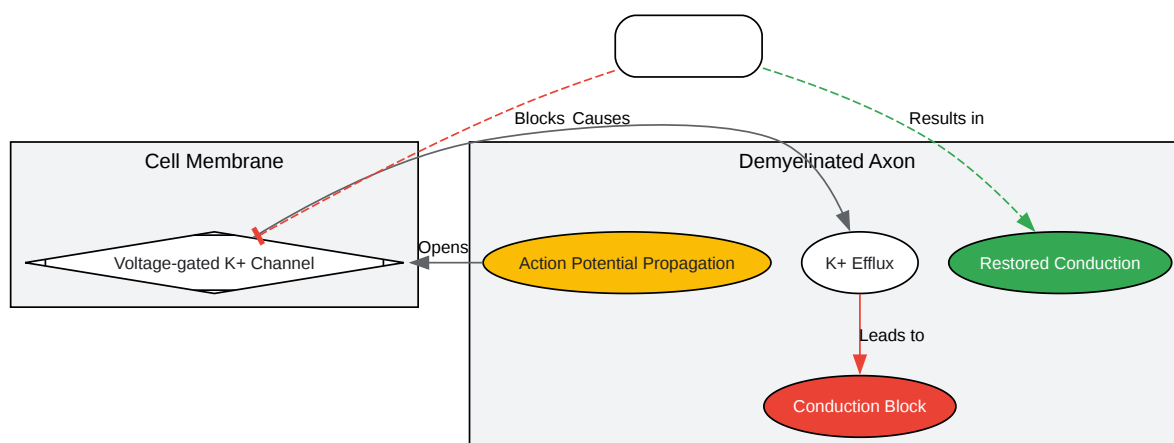 Blocks
Causes
Results in
Cell Membrane
Demyelinated Axon
Voltage-gated K+ Channel
Opens
Action Potential Propagation
K+ Efflux
Restored Conduction
Leads to
Conduction Block